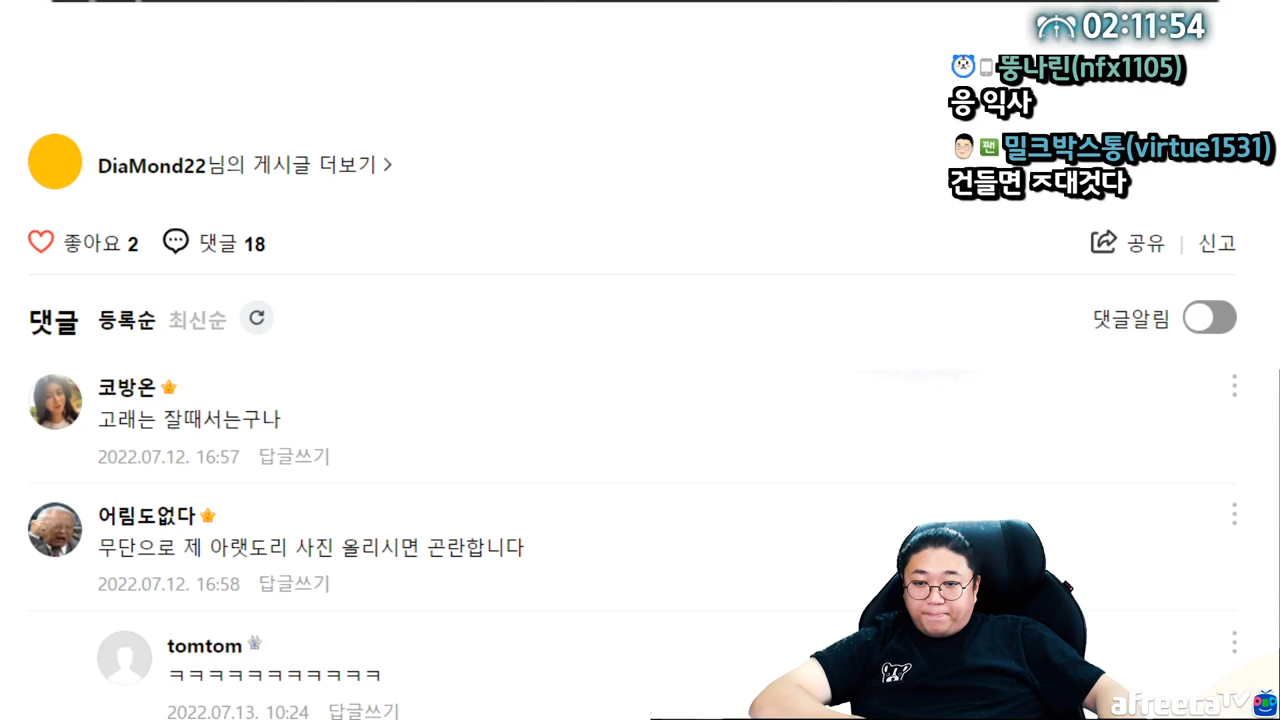 02:11:54
뚱나린(nfx1105)
응 익사
팬 밀크박스통(virtue1531)
건들면 ㅈ대것다
DiaMond22님의 게시글 더보기 >
좋아요 2 댓글 18
공유 | 신고
댓글 등록순 최신순
댓글알림
코방온
고래는 잘때서는구나
2022.07.12. 16:57 답글쓰기
어림도없다
무단으로 제 아랫도리 사진 올리시면 곤란합니다
2022.07.12. 16:58 답글쓰기
tomtom
ㅋㅋㅋㅋㅋㅋㅋㅋㅋㅋㅋ
2022.07.13. 10:24 답글쓰기
afreecaTV